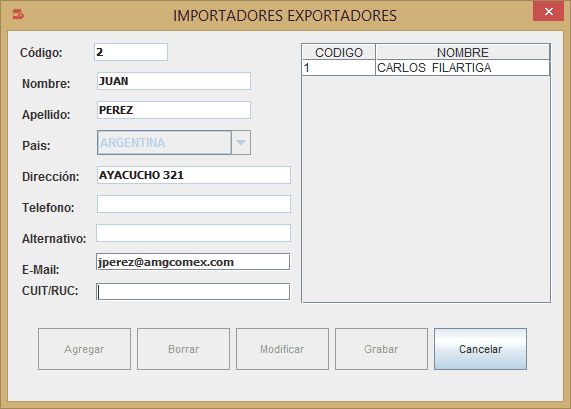 IMPORTADORES EXPORTADORES
Código: 2
Nombre: JUAN
Apellido: PEREZ
Pais: ARGENTINA
Dirección: AYACUCHO 321
Telefono:
Alternativo:
E-Mail: jperez@amgcomex.com
CUIT/RUC:
CODIGO NOMBRE
1 CARLOS FILARTIGA
Agregar Borrar Modificar Grabar Cancelar